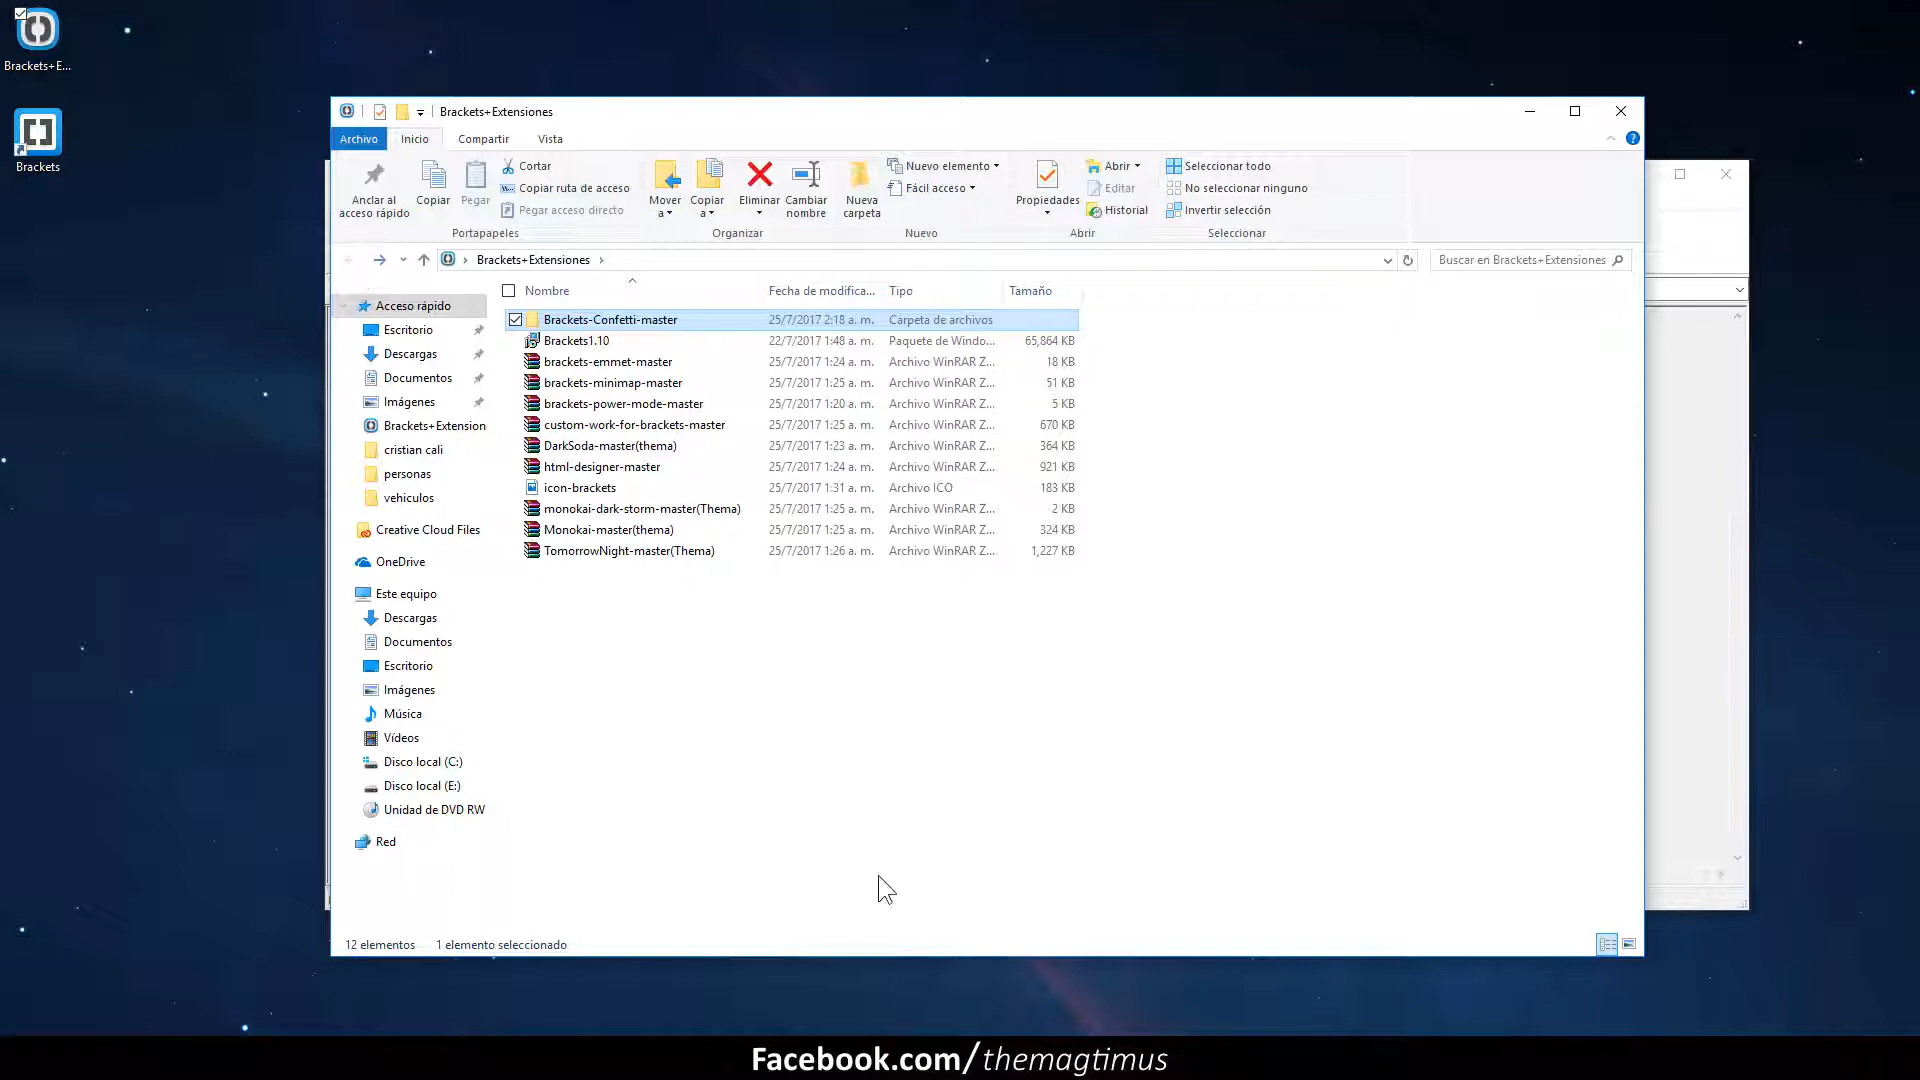 Brackets+E...
Brackets
Brackets+Extensiones
Archivo Inicio Compartir Vista
Anclar al acceso rápido
Copiar
Pegar
Cortar
Copiar ruta de acceso
Pegar acceso directo
Portapapeles
Mover a
Copiar a
Eliminar
Cambiar nombre
Organizar
Nueva carpeta
Nuevo elemento
Fácil acceso
Nuevo
Propiedades
Abrir
Editar
Historial
Abrir
Seleccionar todo
No seleccionar ninguno
Invertir selección
Seleccionar
Brackets+Extensiones
Buscar en Brackets+Extensiones
Acceso rápido
Escritorio
Descargas
Documentos
Imágenes
Brackets+Extension
cristian cali
personas
vehiculos
Creative Cloud Files
OneDrive
Este equipo
Descargas
Documentos
Escritorio
Imágenes
Música
Vídeos
Disco local (C:)
Disco local (E:)
Unidad de DVD RW
Red
Nombre Fecha de modifica... Tipo Tamaño
Brackets-Confetti-master 25/7/2017 2:18 a. m. Carpeta de archivos
Brackets1.10 22/7/2017 1:48 a. m. Paquete de Windo... 65,864 KB
brackets-emmet-master 25/7/2017 1:24 a. m. Archivo WinRAR Z... 18 KB
brackets-minimap-master 25/7/2017 1:25 a. m. Archivo WinRAR Z... 51 KB
brackets-power-mode-master 25/7/2017 1:20 a. m. Archivo WinRAR Z... 5 KB
custom-work-for-brackets-master 25/7/2017 1:25 a. m. Archivo WinRAR Z... 670 KB
DarkSoda-master(thema) 25/7/2017 1:23 a. m. Archivo WinRAR Z... 364 KB
html-designer-master 25/7/2017 1:24 a. m. Archivo WinRAR Z... 921 KB
icon-brackets 25/7/2017 1:31 a. m. Archivo ICO 183 KB
monokai-dark-storm-master(Thema) 25/7/2017 1:25 a. m. Archivo WinRAR Z... 2 KB
Monokai-master(thema) 25/7/2017 1:25 a. m. Archivo WinRAR Z... 324 KB
TomorrowNight-master(Thema) 25/7/2017 1:26 a. m. Archivo WinRAR Z... 1,227 KB
12 elementos 1 elemento seleccionado
Facebook.com/themagtimus